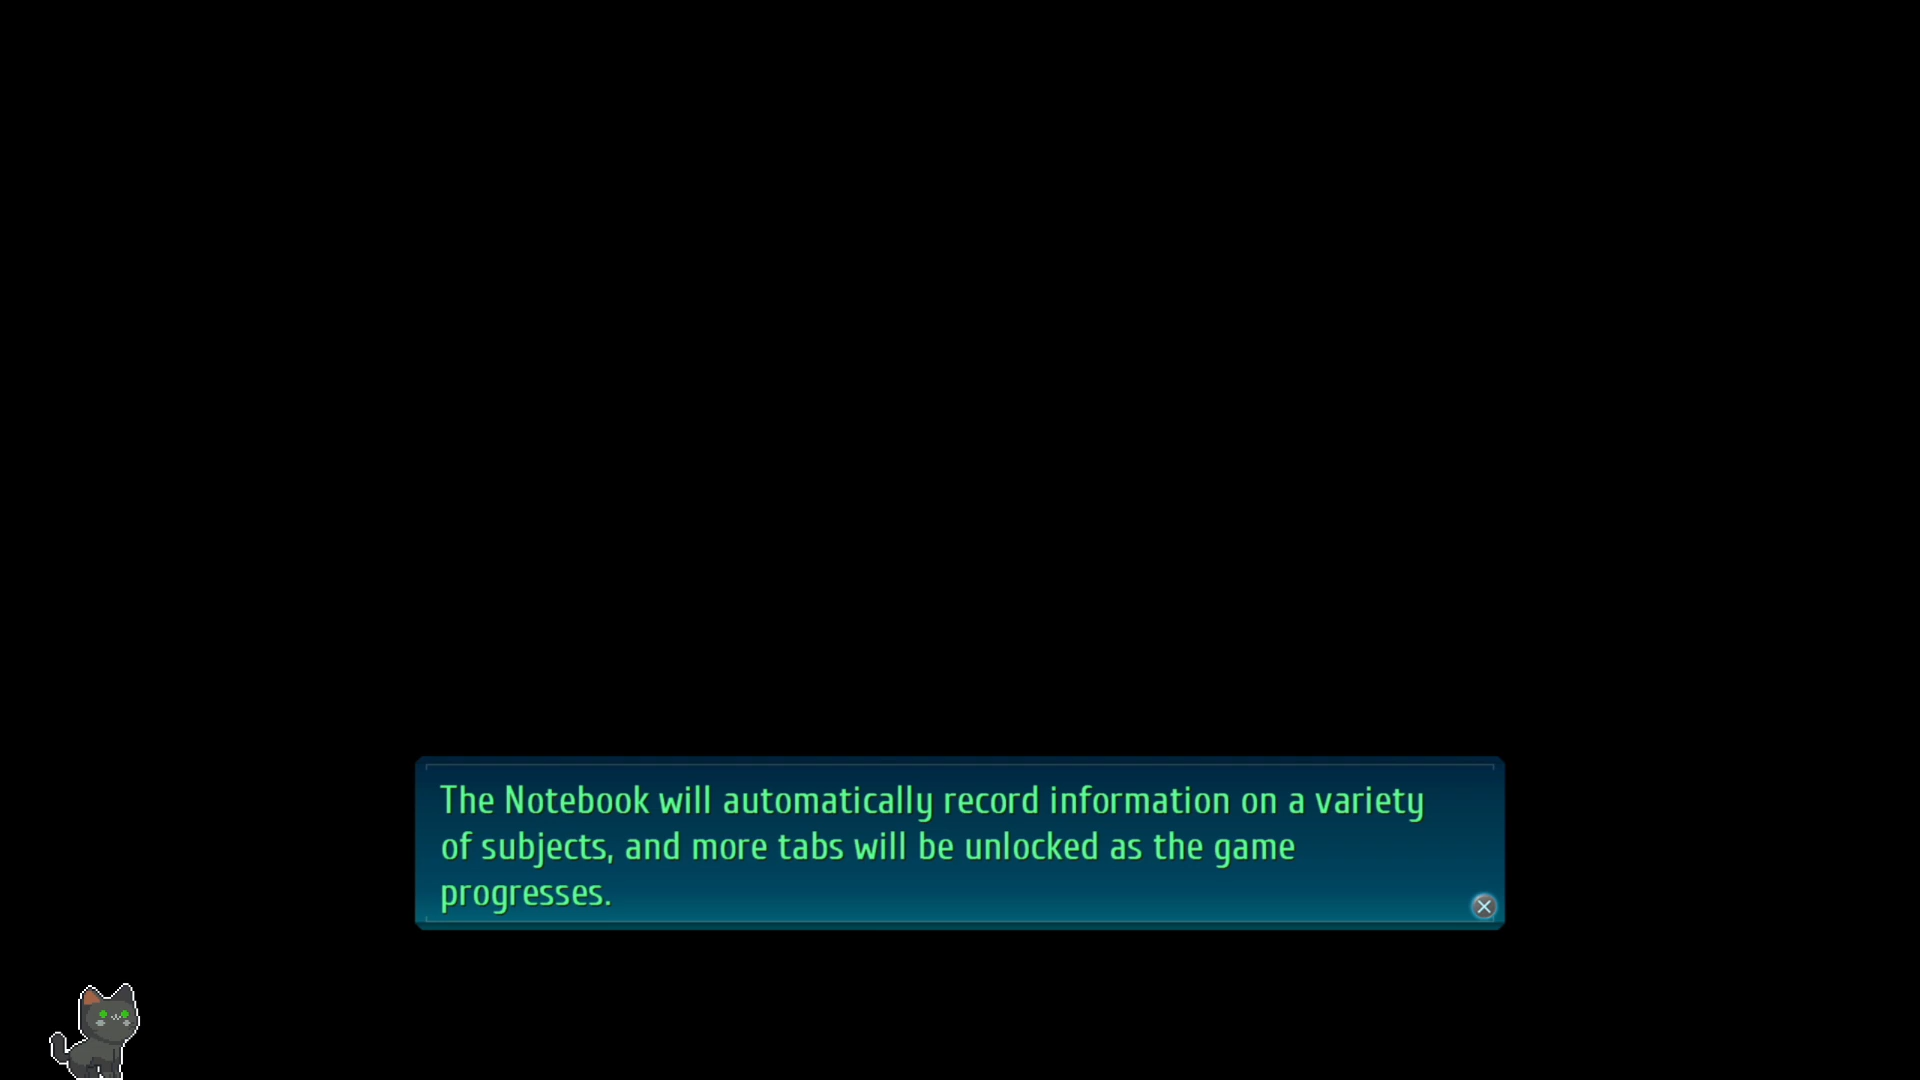 The Notebook will automatically record information on a variety
of subjects, and more tabs will be unlocked as the game
progresses.